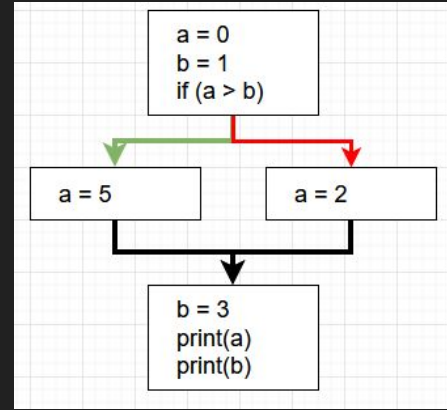 a = 0
b = 1
if (a > b)
a = 5
a = 2
b = 3
print(a)
print(b)